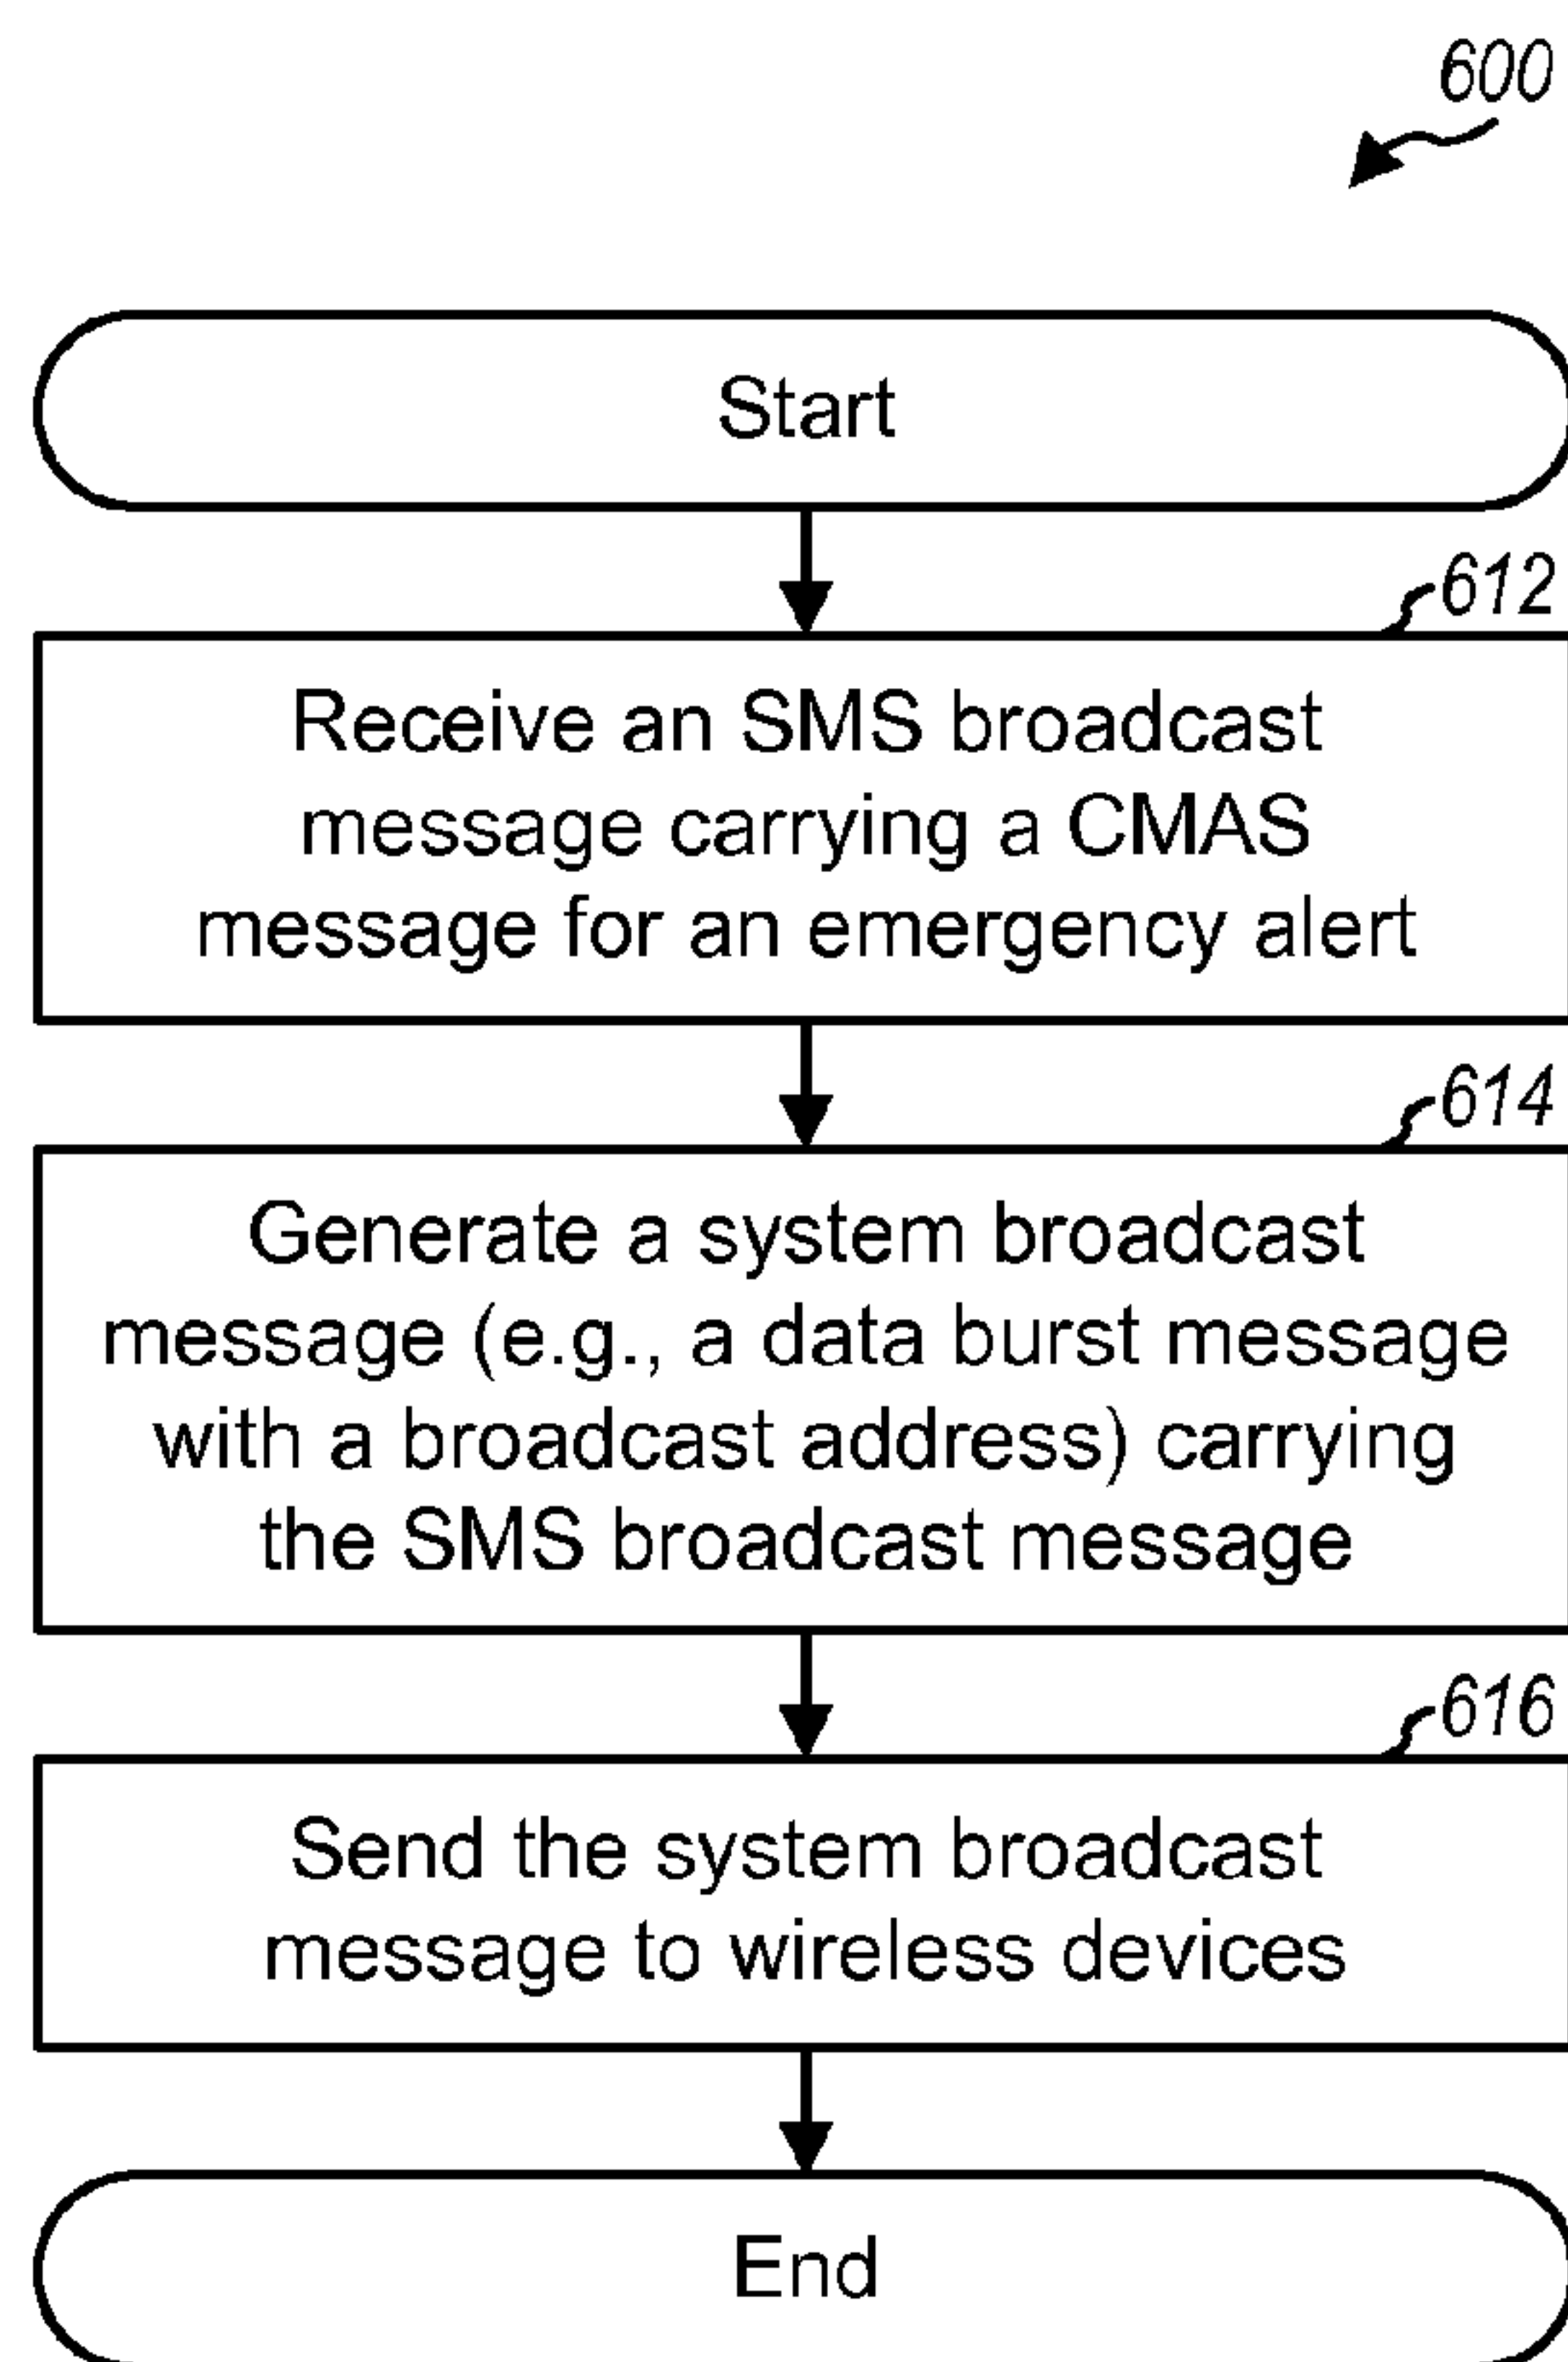 600
Start
612
Receive an SMS broadcast
message carrying a CMAS
message for an emergency alert
614
Generate a system broadcast
message (e.g., a data burst message
with a broadcast address) carrying
the SMS broadcast message
616
Send the system broadcast
message to wireless devices
End